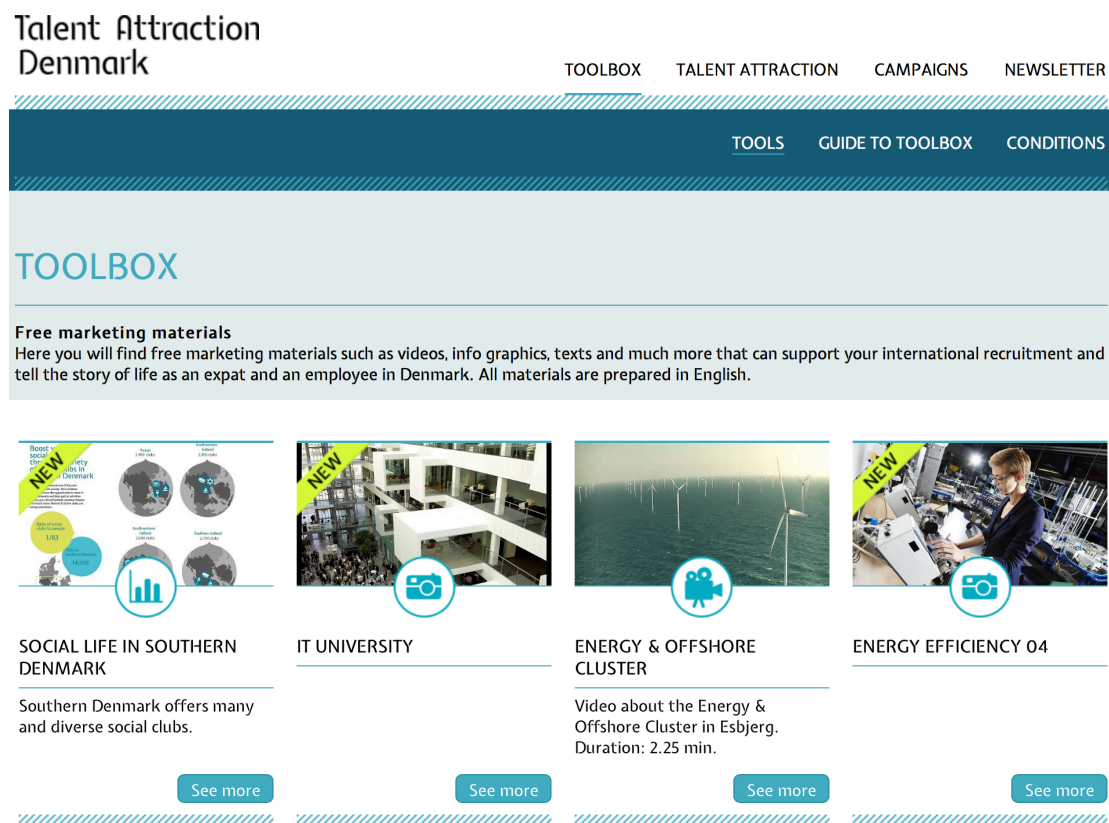 Talent Attraction
Denmark
TOOLBOX TALENT ATTRACTION CAMPAIGNS NEWSLETTER
TOOLS GUIDE TO TOOLBOX CONDITIONS
TOOLBOX
Free marketing materials
Here you will find free marketing materials such as videos, info graphics, texts and much more that can support your international recruitment and
tell the story of life as an expat and an employee in Denmark. All materials are prepared in English.
NEW
NEW
NEW
SOCIAL LIFE IN SOUTHERN
DENMARK
Southern Denmark offers many
and diverse social clubs.
See more
IT UNIVERSITY
See more
ENERGY & OFFSHORE
CLUSTER
Video about the Energy &
Offshore Cluster in Esbjerg.
Duration: 2.25 min.
See more
ENERGY EFFICIENCY 04
See more